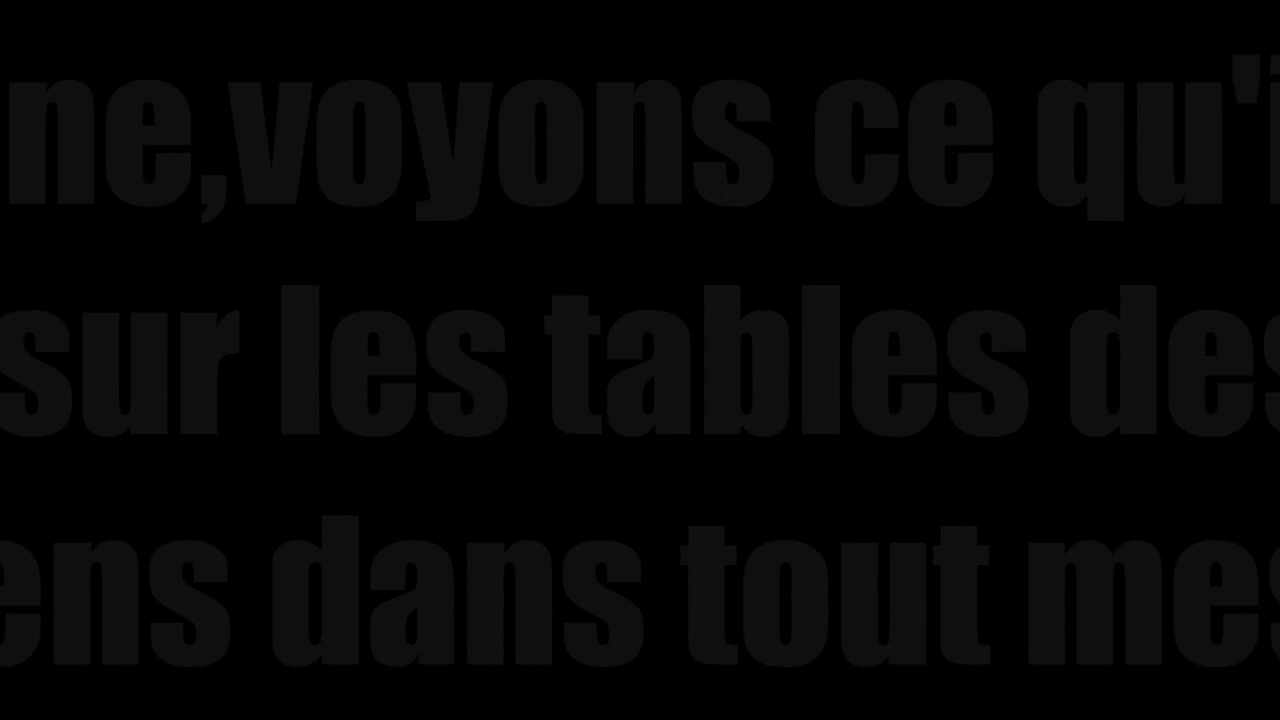 ne,voyons ce qu'i
sur les tables des
ens dans tout mes